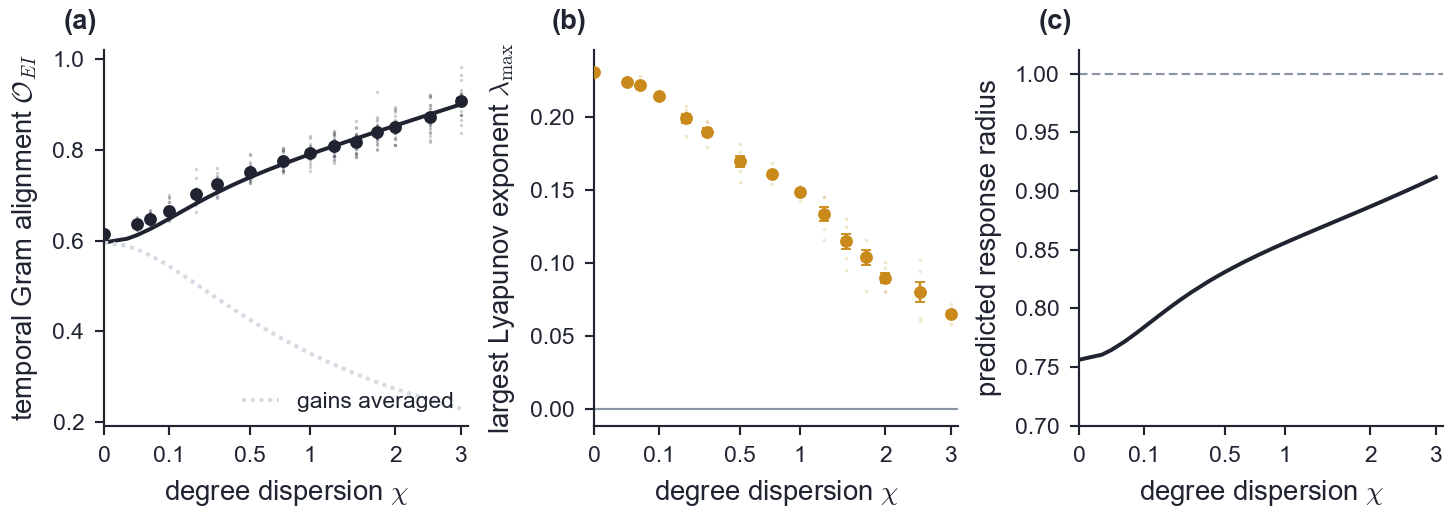 (a)
temporal Gram alignment 𝒪_EI
1.0
0.8
0.6
0.4
0.2
gains averaged
0 0.1 0.5 1 2 3
degree dispersion χ
(b)
largest Lyapunov exponent λ_max
0.20
0.15
0.10
0.05
0.00
0 0.1 0.5 1 2 3
degree dispersion χ
(c)
predicted response radius
1.00
0.95
0.90
0.85
0.80
0.75
0.70
0 0.1 0.5 1 2 3
degree dispersion χ